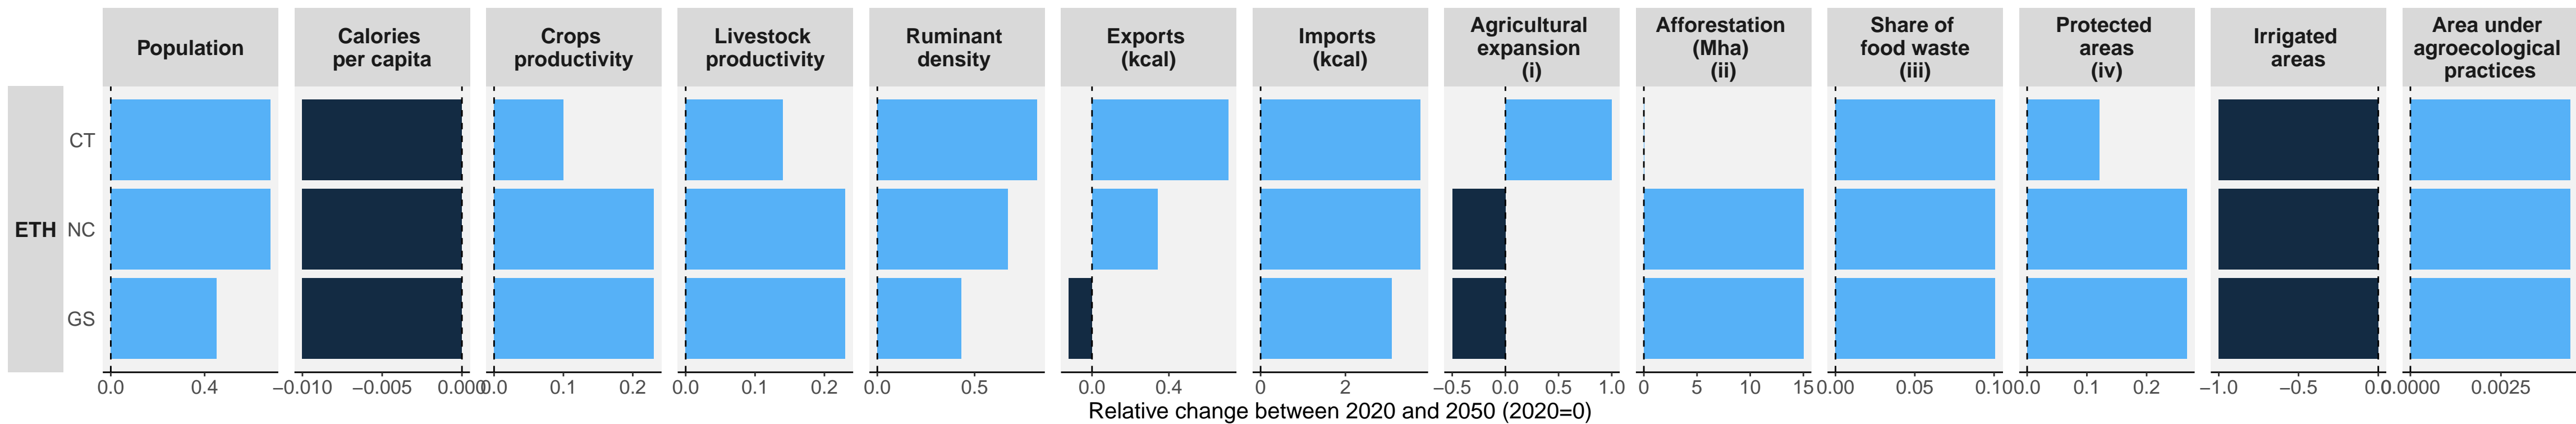 Population
Calories
per capita
Crops
productivity
Livestock
productivity
Ruminant
density
Exports
(kcal)
Imports
(kcal)
Agricultural
expansion
(i)
Afforestation
(Mha)
(ii)
Share of
food waste
(iii)
Protected
areas
(iv)
Irrigated
areas
Area under
agroecological
practices
ETH
CT
NC
GS
0.0 0.4
−0.010 −0.005 0.000
0.0 0.1 0.2
0.0 0.1 0.2
0.0 0.5
0.0 0.4
0 2
−0.5 0.0 0.5 1.0
0 5 10 15
0.00 0.05 0.10
0.0 0.1 0.2
−1.0 −0.5 0.0
0.0000 0.0025
Relative change between 2020 and 2050 (2020=0)